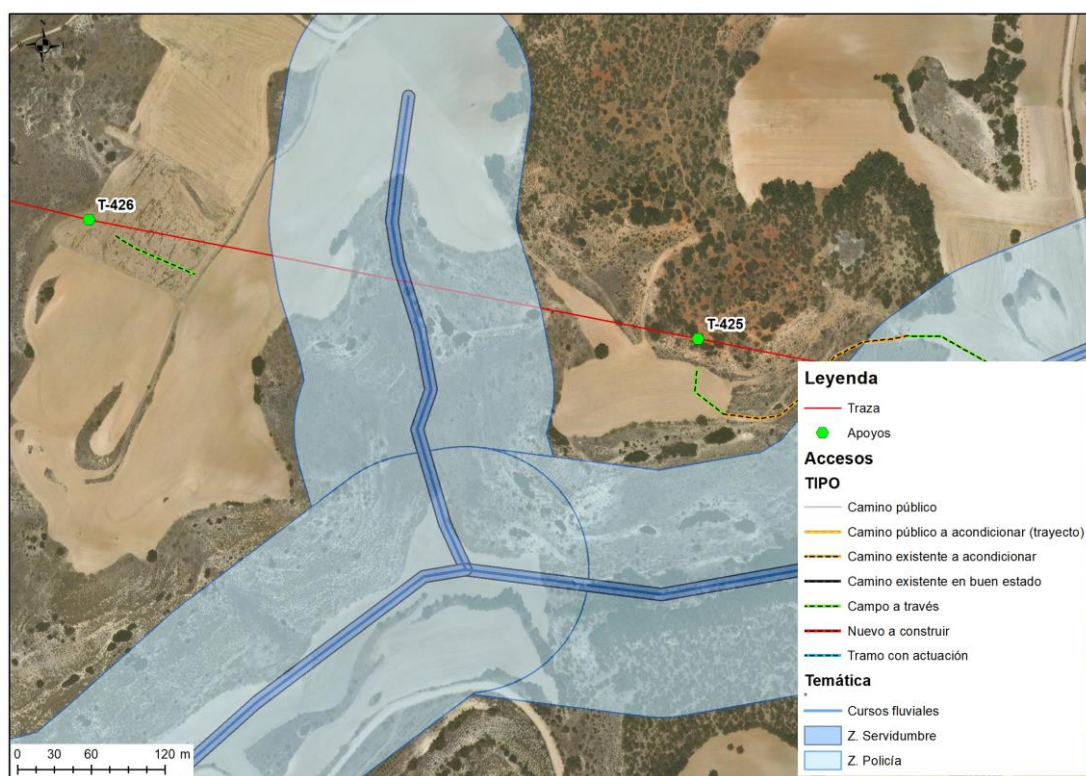 T-426
T-425
Leyenda
Traza
Apoyos
Accesos
TIPO
Camino público
Camino público a acondicionar (trayecto)
Camino existente a acondicionar
Camino existente en buen estado
Campo a través
Nuevo a construir
Tramo con actuación
Temática
Cursos fluviales
Z. Servidumbre
Z. Policía
0 30 60 120 m